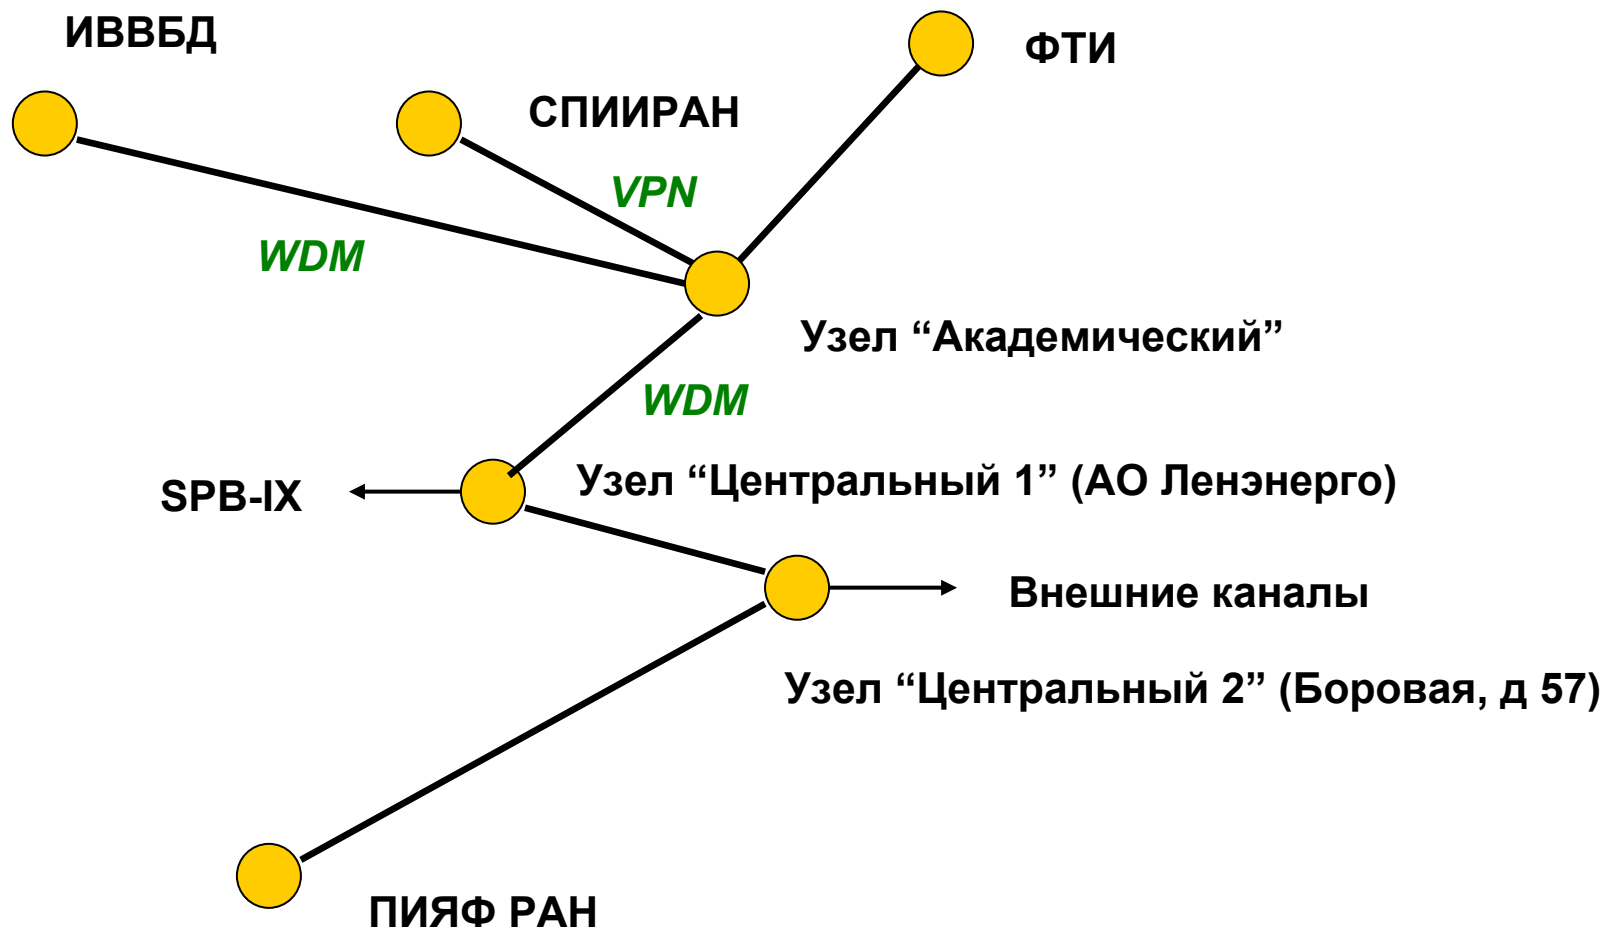 ИВВБД
ФТИ
СПИИРАН
VPN
WDM
Узел “Академический”
WDM
Узел “Центральный 1” (АО Ленэнерго)
SPB-IX
Внешние каналы
Узел “Центральный 2” (Боровая, д 57)
ПИЯФ РАН